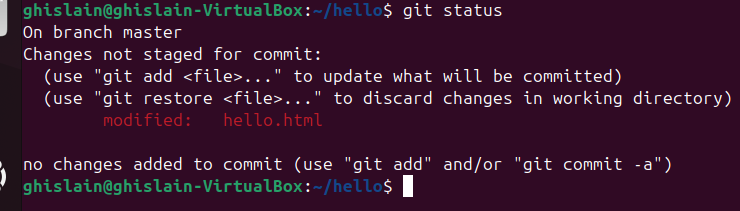 ghislain@ghislain-VirtualBox:~/hello$ git status
On branch master
Changes not staged for commit:
  (use "git add <file>..." to update what will be committed)
  (use "git restore <file>..." to discard changes in working directory)
        modified:   hello.html

no changes added to commit (use "git add" and/or "git commit -a")
ghislain@ghislain-VirtualBox:~/hello$